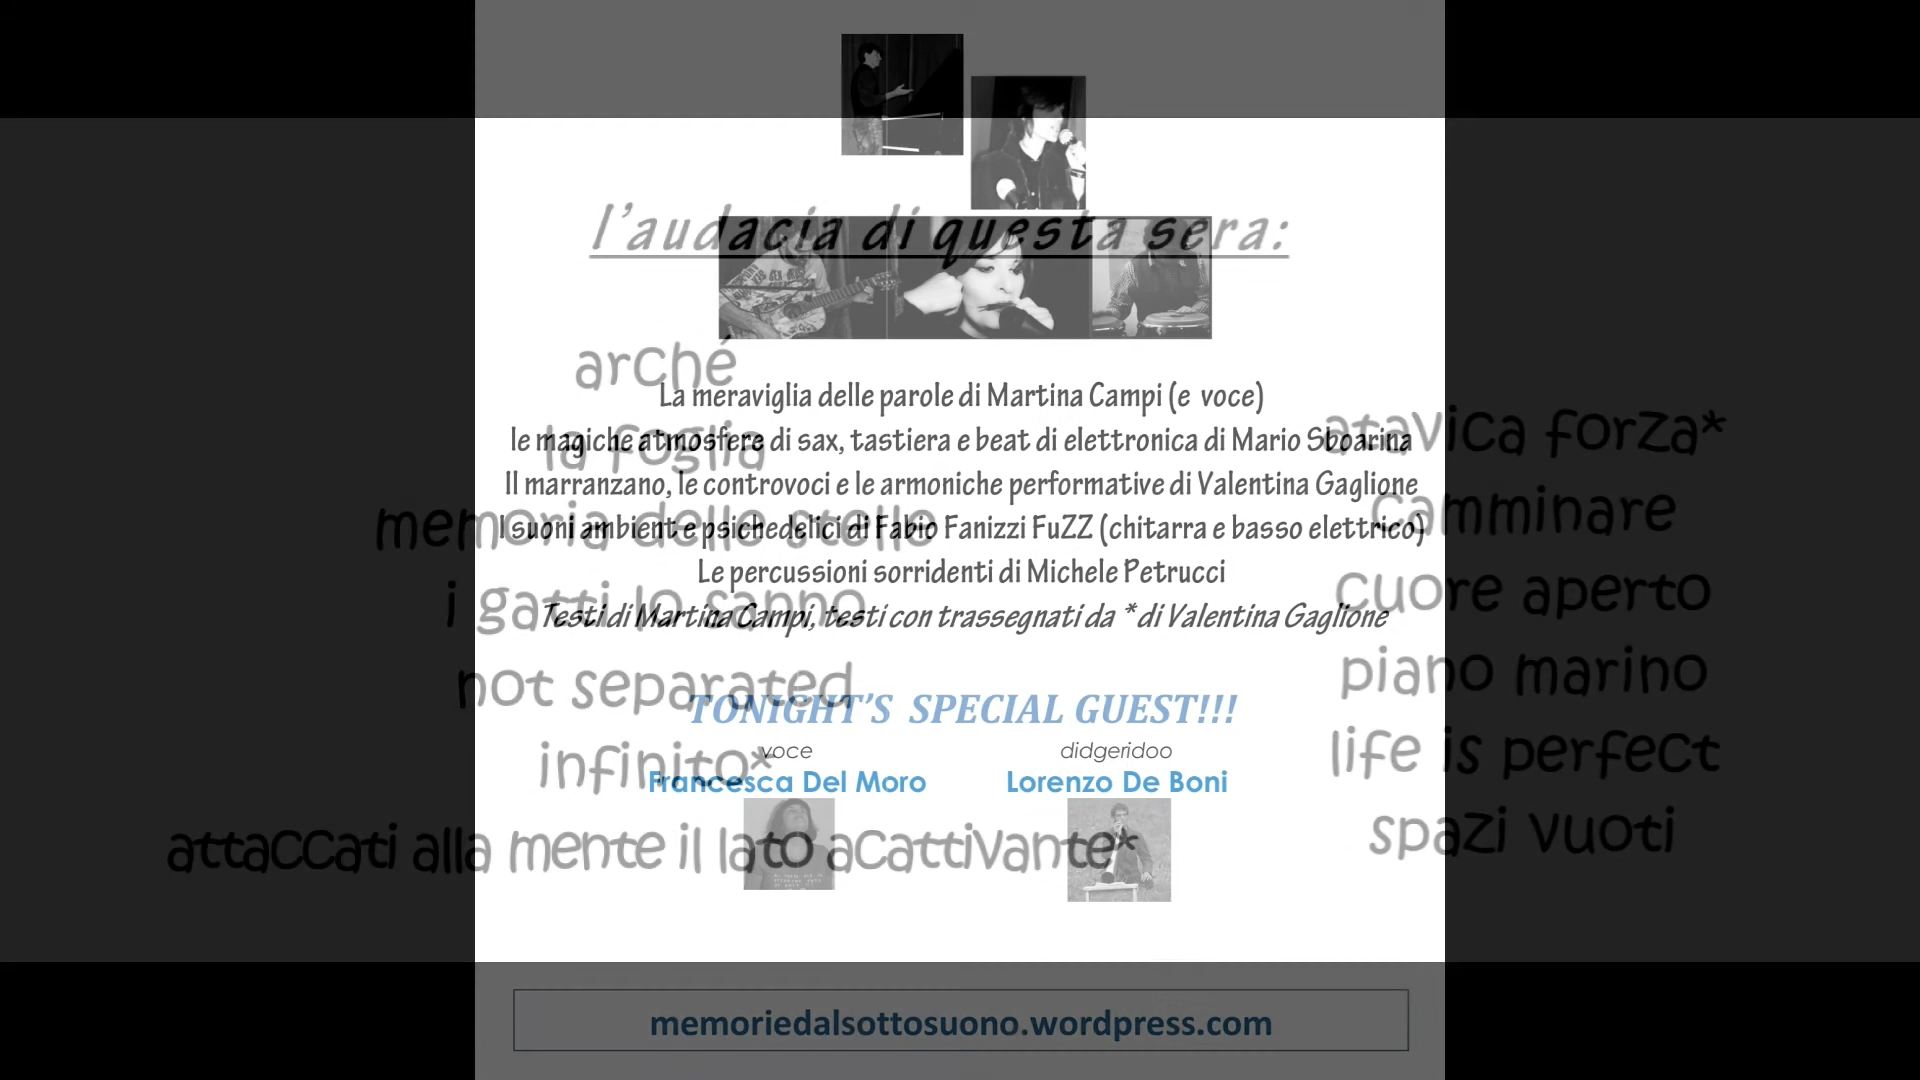 l'audacia di questa sera:
arché
la foglia
memoria delle stelle
i gatti lo sanno
not separated
infinito*
attaccati alla mente il lato acattivante*
atavica forza*
camminare
cuore aperto
piano marino
life is perfect
spazi vuoti
La meraviglia delle parole di Martina Campi (e voce)
le magiche atmosfere di sax, tastiera e beat di elettronica di Mario Sboarina
Il marranzano, le controvoci e le armoniche performative di Valentina Gaglione
I suoni ambient e psichedelici di Fabio Fanizzi FuZZ (chitarra e basso elettrico)
Le percussioni sorridenti di Michele Petrucci
Testi di Martina Campi, testi con trassegnati da * di Valentina Gaglione
TONIGHT'S SPECIAL GUEST!!!
voce
Francesca Del Moro
didgeridoo
Lorenzo De Boni
memoriedalsottosuono.wordpress.com